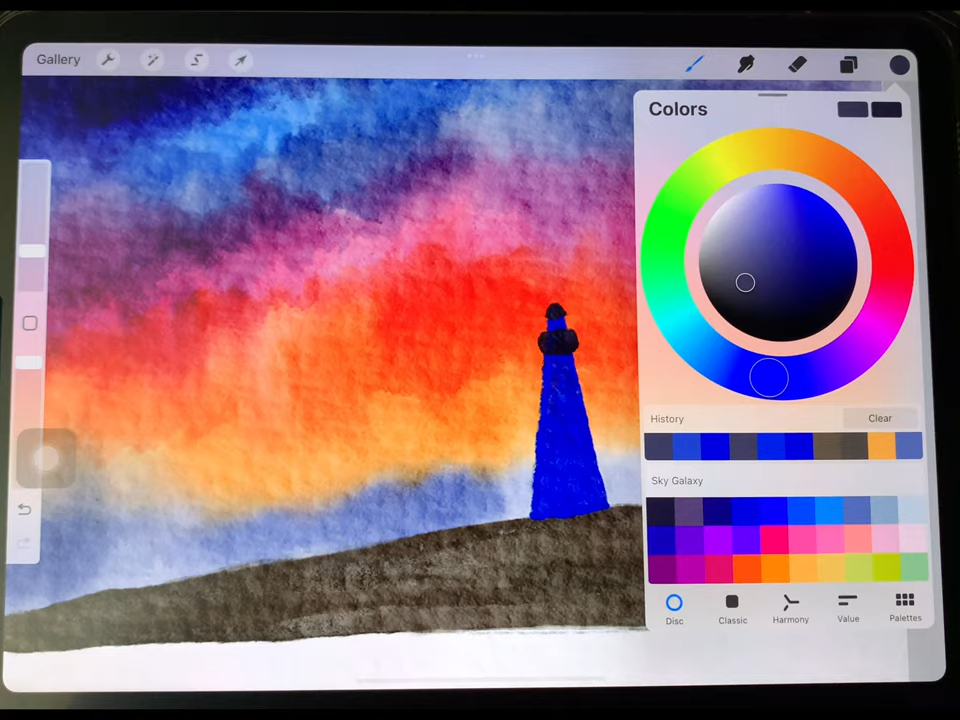 Gallery
Colors
History
Clear
Sky Galaxy
Disc
Classic
Harmony
Value
Palettes